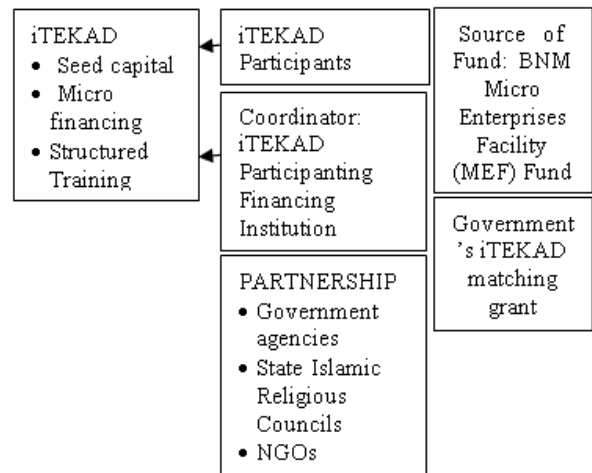 iTEKAD
• Seed capital
• Micro
financing
• Structured
Training
iTEKAD
Participants
Coordinator:
iTEKAD
Participanting
Financing
Institution
PARTNERSHIP
• Government
agencies
• State Islamic
Religious
Councils
• NGOs
Source of
Fund: BNM
Micro
Enterprises
Facility
(MEF) Fund
Government
's iTEKAD
matching
grant